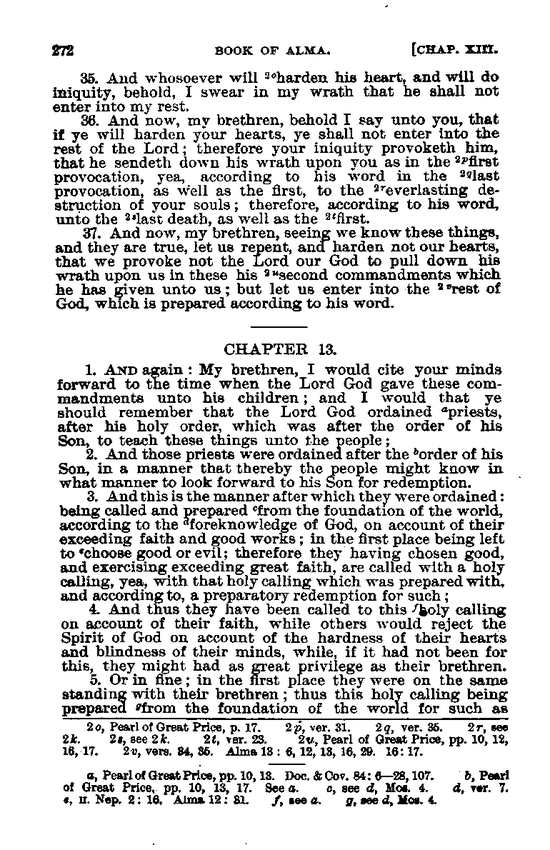 272 BOOK OF ALMA. [CHAP. XIII.
35. And whosoever will ²ᵒharden his heart, and will do
iniquity, behold, I swear in my wrath that he shall not
enter into my rest.
36. And now, my brethren, behold I say unto you, that
if ye will harden your hearts, ye shall not enter into the
rest of the Lord; therefore your iniquity provoketh him,
that he sendeth down his wrath upon you as in the ²ᵖfirst
provocation, yea, according to his word in the ²qlast
provocation, as well as the first, to the ²ʳeverlasting de-
struction of your souls; therefore, according to his word,
unto the ²ˢlast death, as well as the ²ᵗfirst.
37. And now, my brethren, seeing we know these things,
and they are true, let us repent, and harden not our hearts,
that we provoke not the Lord our God to pull down his
wrath upon us in these his ²ᵘsecond commandments which
he has given unto us; but let us enter into the ²ᵛrest of
God, which is prepared according to his word.
CHAPTER 13.
1. AND again: My brethren, I would cite your minds
forward to the time when the Lord God gave these com-
mandments unto his children; and I would that ye
should remember that the Lord God ordained ᵃpriests,
after his holy order, which was after the order of his
Son, to teach these things unto the people;
2. And those priests were ordained after the ᵇorder of his
Son, in a manner that thereby the people might know in
what manner to look forward to his Son for redemption.
3. And this is the manner after which they were ordained:
being called and prepared ᶜfrom the foundation of the world,
according to the ᵈforeknowledge of God, on account of their
exceeding faith and good works; in the first place being left
to ᵉchoose good or evil; therefore they having chosen good,
and exercising exceeding great faith, are called with a holy
calling, yea, with that holy calling which was prepared with,
and according to, a preparatory redemption for such;
4. And thus they have been called to this ᶠholy calling
on account of their faith, while others would reject the
Spirit of God on account of the hardness of their hearts
and blindness of their minds, while, if it had not been for
this, they might had as great privilege as their brethren.
5. Or in fine; in the first place they were on the same
standing with their brethren; thus this holy calling being
prepared ᵍfrom the foundation of the world for such as
2o, Pearl of Great Price, p. 17. 2p, ver. 31. 2q, ver. 35. 2r, see
2k. 2s, see 2k. 2t, ver. 23. 2u, Pearl of Great Price, pp. 10, 12,
16, 17. 2v, vers. 34, 35. Alma 13: 6, 12, 13, 16, 29. 16: 17.
a, Pearl of Great Price, pp. 10, 13. Doc. & Cov. 84: 6—28, 107. b, Pearl
of Great Price, pp. 10, 13, 17. See a. c, see d, Mos. 4. d, ver. 7.
e, II. Nep. 2: 16. Alma 12: 31. f, see a. g, see d, Mos. 4.